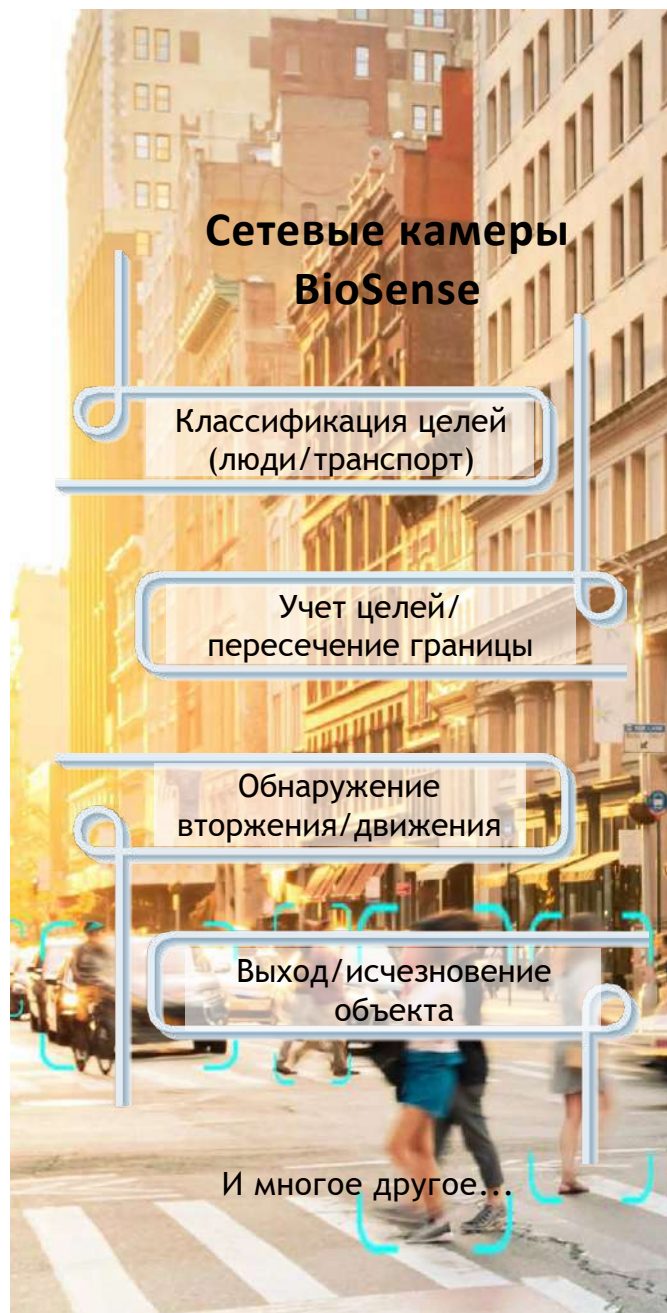 Сетевые камеры
BioSense
Классификация целей
(люди/транспорт)
Учет целей/
пересечение границы
Обнаружение
вторжения/движения
Выход/исчезновение
объекта
И многое другое...